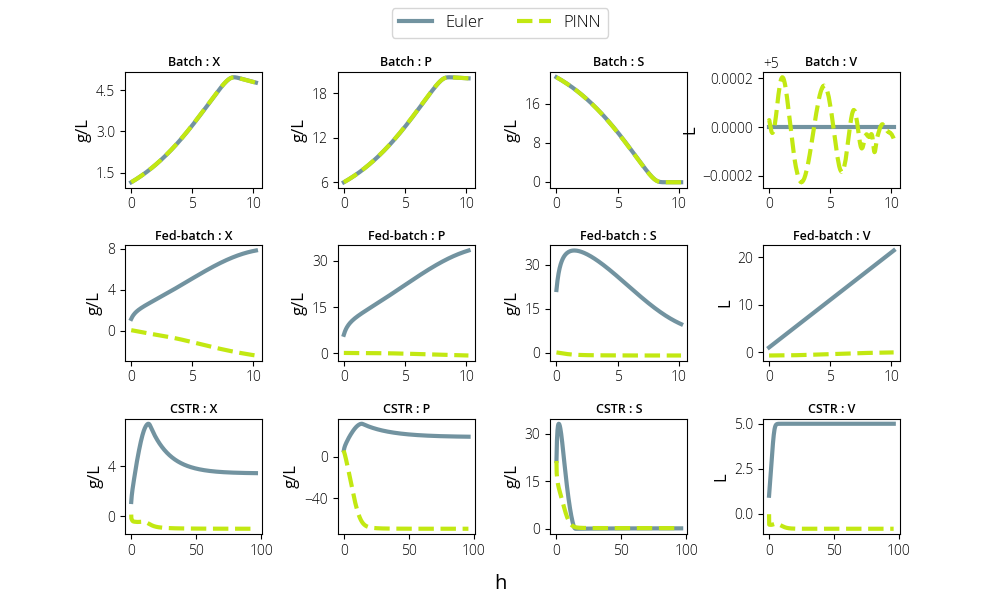 Euler PINN
Batch : X
g/L
4.5
3.0
1.5
0 5 10
Batch : P
g/L
18
12
6
0 5 10
Batch : S
g/L
16
8
0
0 5 10
+5
Batch : V
L
0.0002
0.0000
−0.0002
0 5 10
Fed-batch : X
g/L
8
4
0
0 5 10
Fed-batch : P
g/L
30
15
0
0 5 10
Fed-batch : S
g/L
30
15
0
0 5 10
Fed-batch : V
L
20
10
0
0 5 10
CSTR : X
g/L
4
0
0 50 100
CSTR : P
g/L
0
−40
0 50 100
CSTR : S
g/L
30
15
0
0 50 100
CSTR : V
L
5.0
2.5
0.0
0 50 100
h